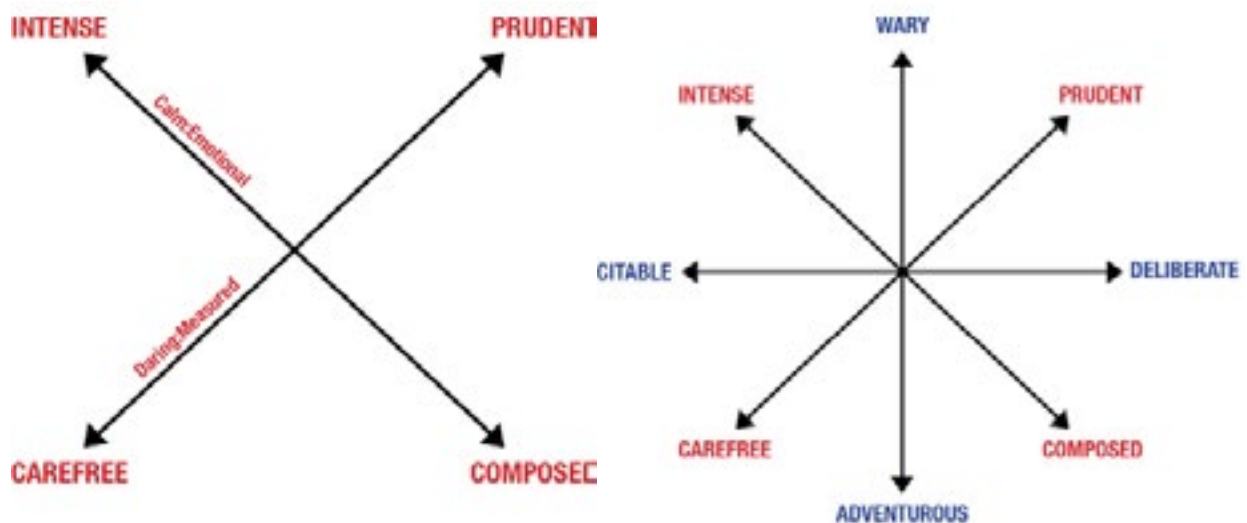 INTENSE
PRUDENT
Calm:Emotional
Daring:Measured
CAREFREE
COMPOSED
WARY
INTENSE
PRUDENT
CITABLE
DELIBERATE
CAREFREE
COMPOSED
ADVENTUROUS